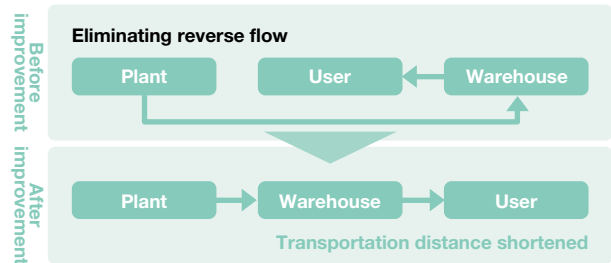 Before
improvement
Eliminating reverse flow
Plant
User
Warehouse
After
improvement
Plant
Warehouse
User
Transportation distance shortened